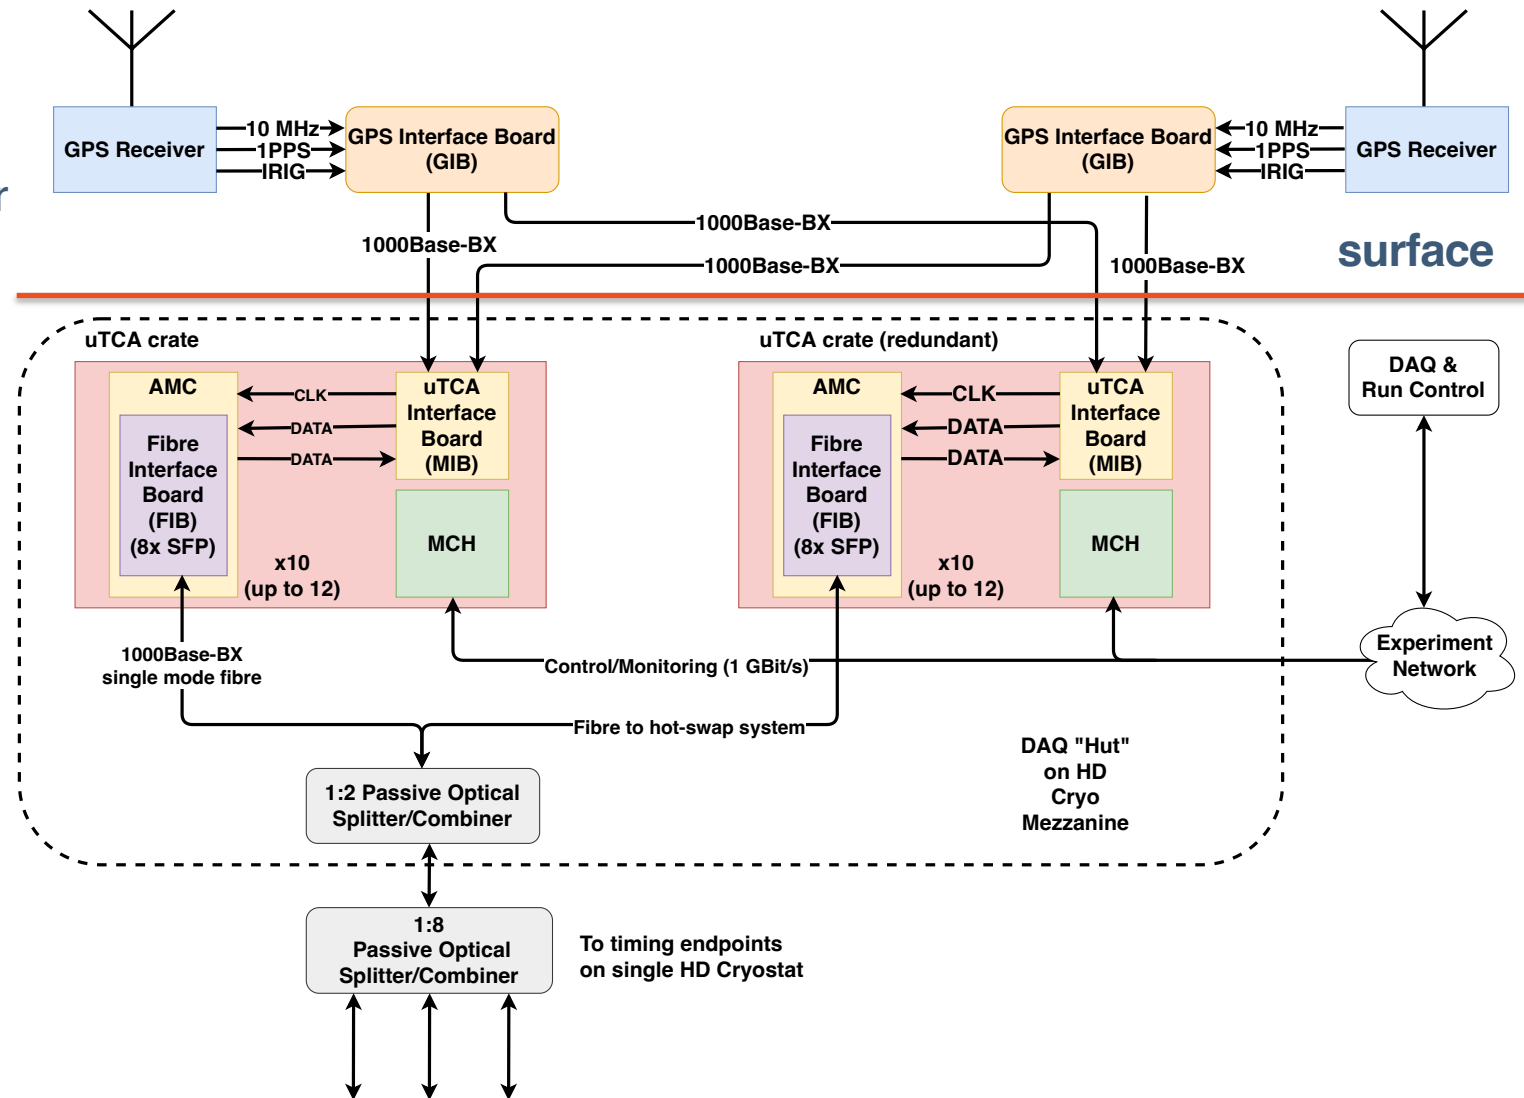 GPS Receiver
10 MHz
1PPS
IRIG
GPS Interface Board
(GIB)
GPS Interface Board
(GIB)
10 MHz
1PPS
IRIG
GPS Receiver
r
1000Base-BX
1000Base-BX
1000Base-BX
1000Base-BX
surface
uTCA crate
AMC
CLK
DATA
DATA
uTCA
Interface
Board
(MIB)
Fibre
Interface
Board
(FIB)
(8x SFP)
MCH
x10
(up to 12)
uTCA crate (redundant)
AMC
CLK
DATA
DATA
uTCA
Interface
Board
(MIB)
Fibre
Interface
Board
(FIB)
(8x SFP)
MCH
x10
(up to 12)
DAQ &
Run Control
Experiment
Network
1000Base-BX
single mode fibre
Control/Monitoring (1 GBit/s)
Fibre to hot-swap system
DAQ "Hut"
on HD
Cryo
Mezzanine
1:2 Passive Optical
Splitter/Combiner
1:8
Passive Optical
Splitter/Combiner
To timing endpoints
on single HD Cryostat